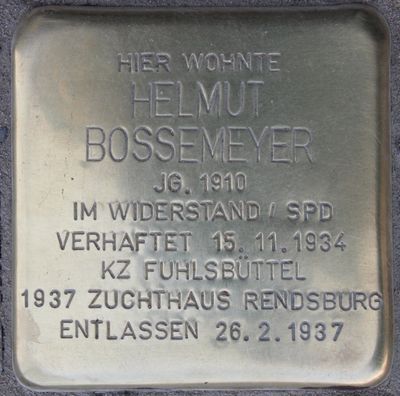 HIER WOHNTE
HELMUT
BOSSEMEYER
JG. 1910
IM WIDERSTAND / SPD
VERHAFTET 15.11.1934
KZ FUHLSBÜTTEL
1937 ZUCHTHAUS RENDSBURG
ENTLASSEN 26.2.1937